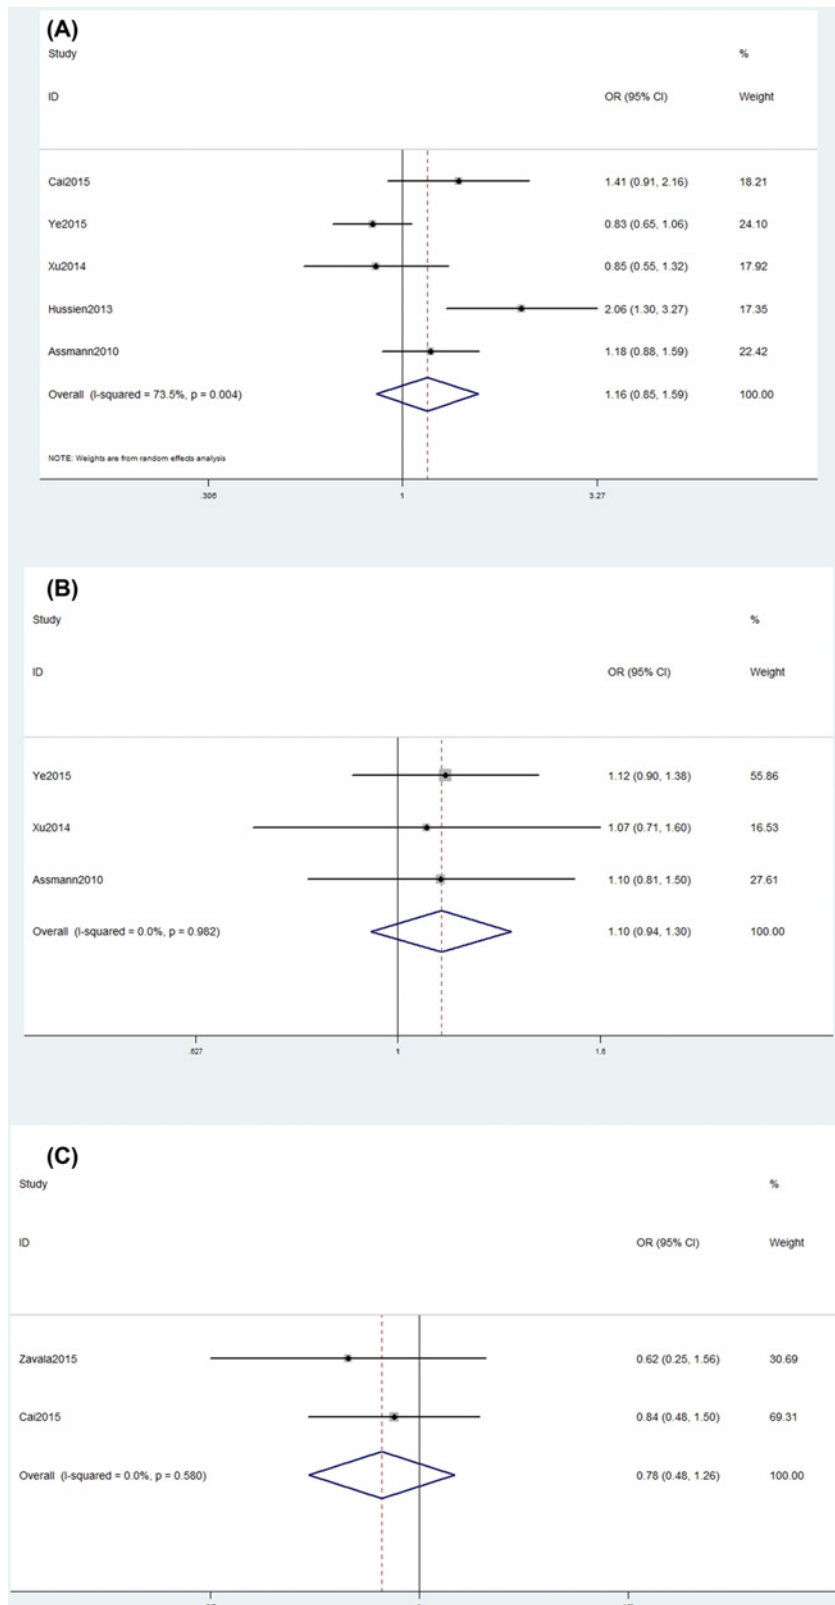 (A)
Study %
ID OR (95% CI) Weight
Cai2015 1.41 (0.91, 2.16) 18.21
Ye2015 0.83 (0.65, 1.06) 24.10
Xu2014 0.85 (0.55, 1.32) 17.92
Hussien2013 2.06 (1.30, 3.27) 17.35
Assmann2010 1.18 (0.88, 1.59) 22.42
Overall (I-squared = 73.5%, p = 0.004) 1.16 (0.85, 1.59) 100.00
NOTE: Weights are from random effects analysis
.306 1 3.27
(B)
Study %
ID OR (95% CI) Weight
Ye2015 1.12 (0.90, 1.38) 55.86
Xu2014 1.07 (0.71, 1.60) 16.53
Assmann2010 1.10 (0.81, 1.50) 27.61
Overall (I-squared = 0.0%, p = 0.982) 1.10 (0.94, 1.30) 100.00
.627 1 1.6
(C)
Study %
ID OR (95% CI) Weight
Zavala2015 0.62 (0.25, 1.56) 30.69
Cai2015 0.84 (0.48, 1.50) 69.31
Overall (I-squared = 0.0%, p = 0.580) 0.78 (0.48, 1.26) 100.00